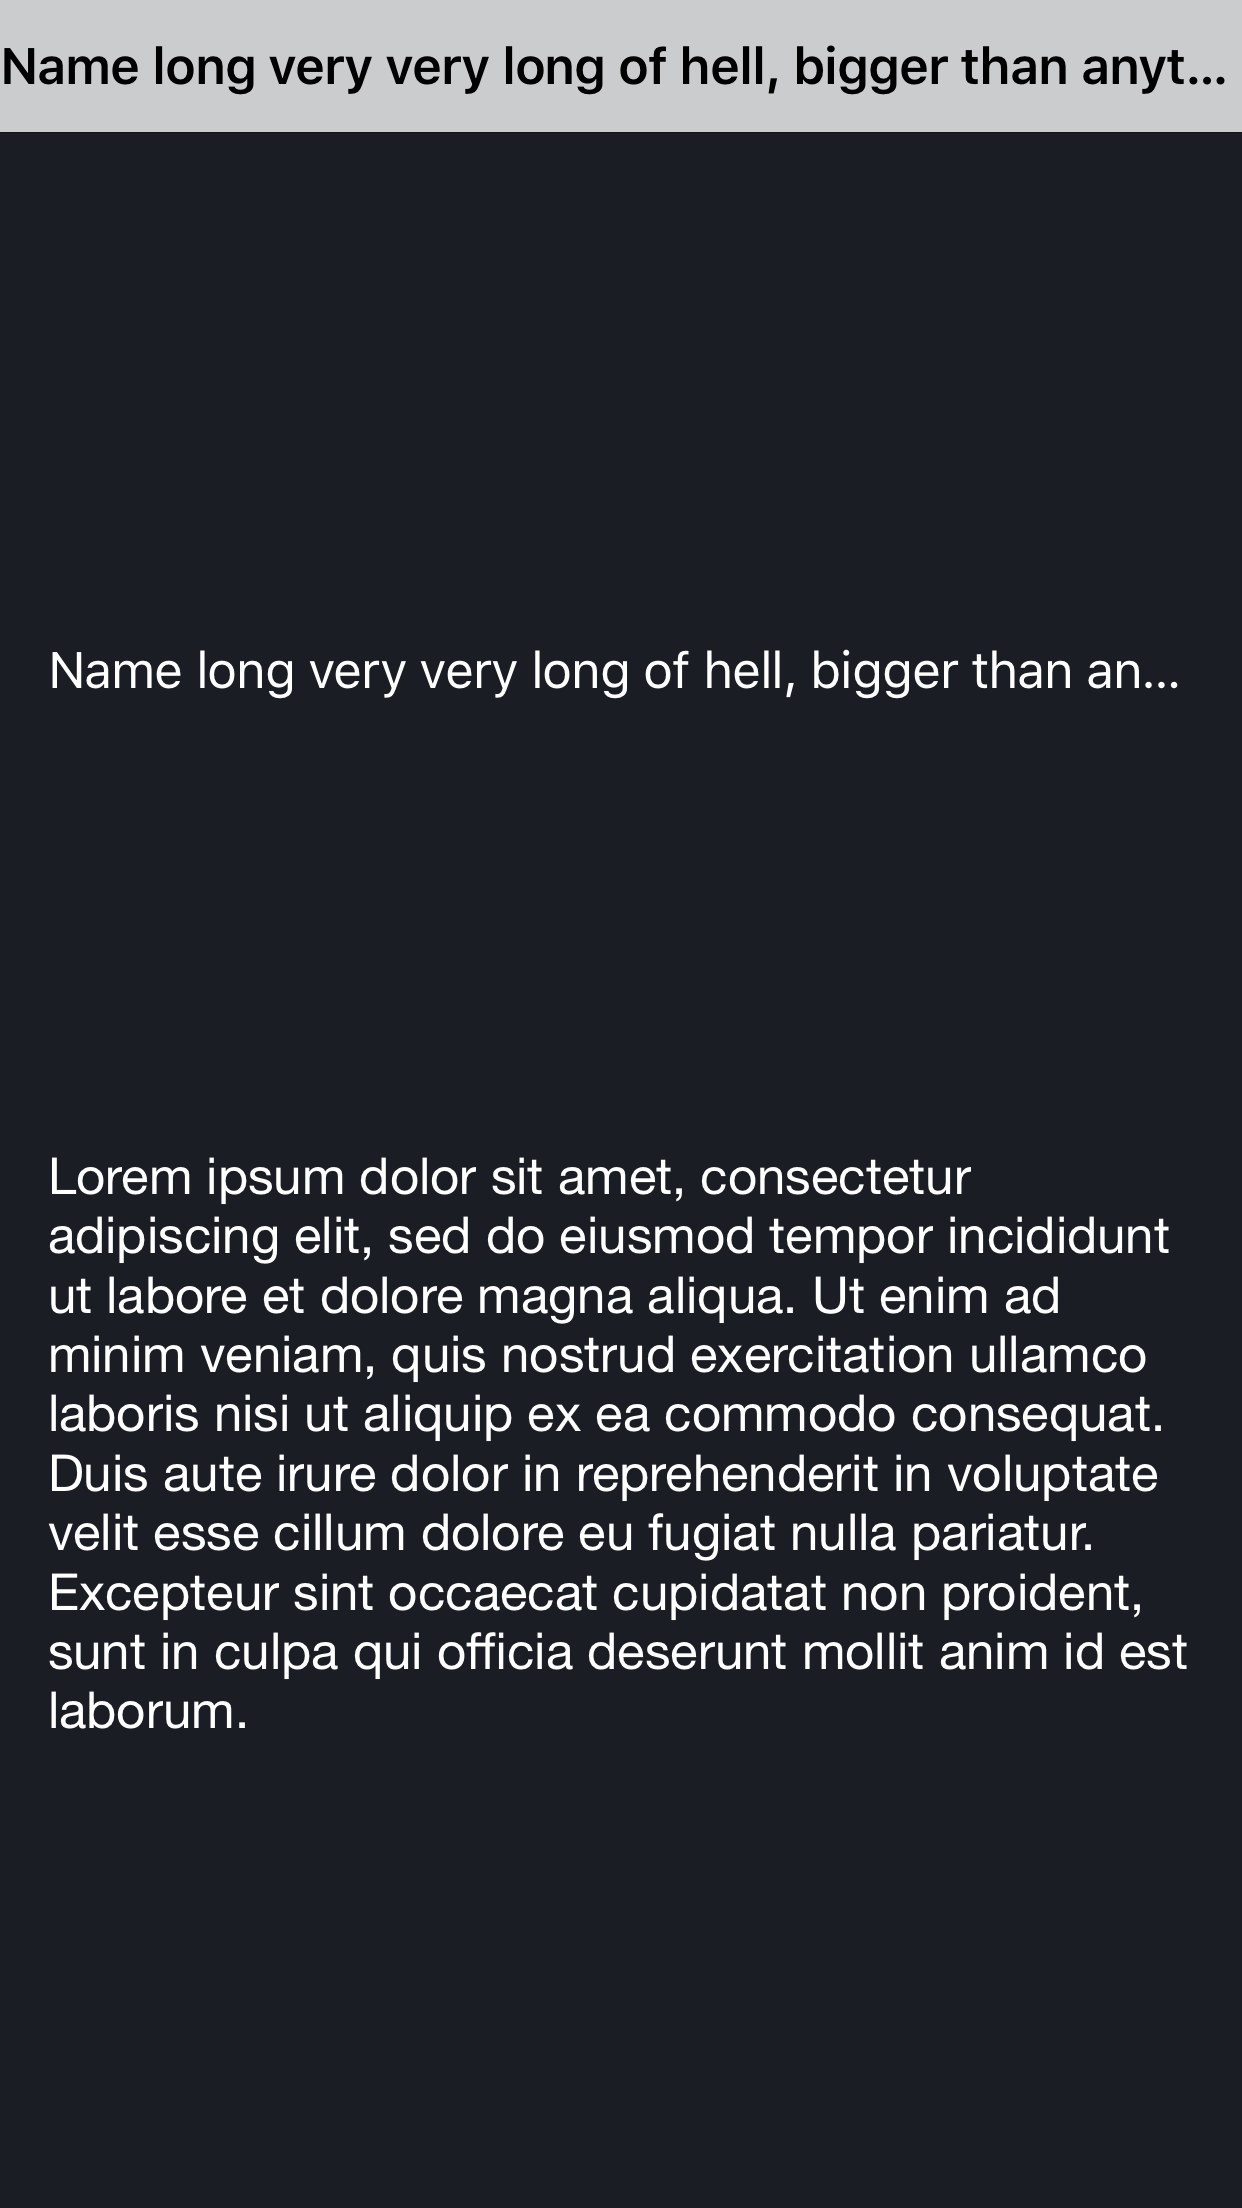 Name long very very long of hell, bigger than anyt...
Name long very very long of hell, bigger than an...
Lorem ipsum dolor sit amet, consectetur
adipiscing elit, sed do eiusmod tempor incididunt
ut labore et dolore magna aliqua. Ut enim ad
minim veniam, quis nostrud exercitation ullamco
laboris nisi ut aliquip ex ea commodo consequat.
Duis aute irure dolor in reprehenderit in voluptate
velit esse cillum dolore eu fugiat nulla pariatur.
Excepteur sint occaecat cupidatat non proident,
sunt in culpa qui officia deserunt mollit anim id est
laborum.